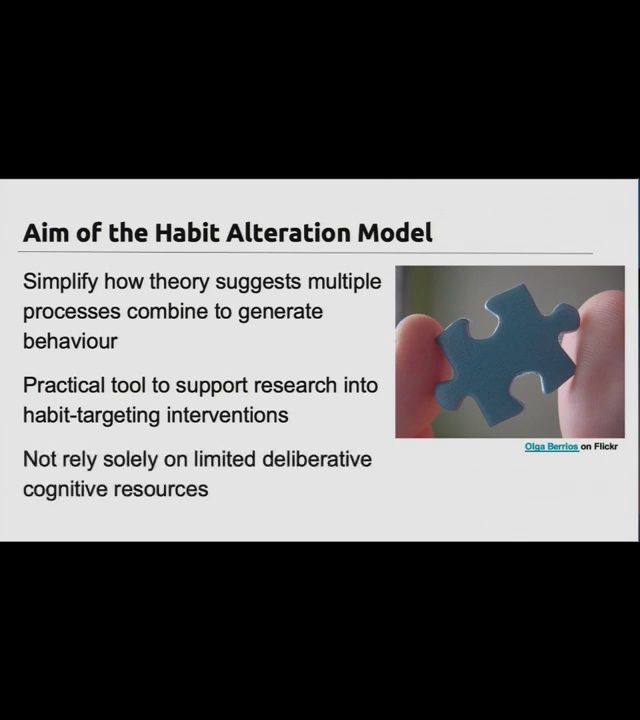 Aim of the Habit Alteration Model
Simplify how theory suggests multiple
processes combine to generate
behaviour
Practical tool to support research into
habit-targeting interventions
Not rely solely on limited deliberative
cognitive resources
Olga Berrios on Flickr